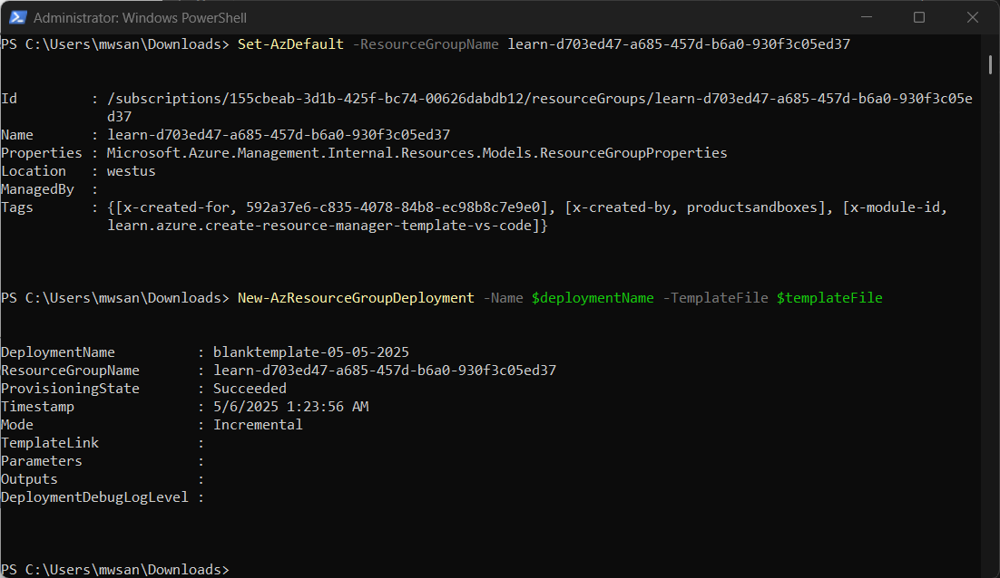 Administrator: Windows PowerShell
PS C:\Users\mwsan\Downloads> Set-AzDefault -ResourceGroupName learn-d703ed47-a685-457d-b6a0-930f3c05ed37
Id         : /subscriptions/155cbeab-3d1b-425f-bc74-00626dabdb12/resourceGroups/learn-d703ed47-a685-457d-b6a0-930f3c05e
             d37
Name       : learn-d703ed47-a685-457d-b6a0-930f3c05ed37
Properties : Microsoft.Azure.Management.Internal.Resources.Models.ResourceGroupProperties
Location   : westus
ManagedBy  :
Tags       : {[x-created-for, 592a37e6-c835-4078-84b8-ec98b8c7e9e0], [x-created-by, productsandboxes], [x-module-id,
             learn.azure.create-resource-manager-template-vs-code]}
PS C:\Users\mwsan\Downloads> New-AzResourceGroupDeployment -Name $deploymentName -TemplateFile $templateFile
DeploymentName          : blanktemplate-05-05-2025
ResourceGroupName       : learn-d703ed47-a685-457d-b6a0-930f3c05ed37
ProvisioningState       : Succeeded
Timestamp               : 5/6/2025 1:23:56 AM
Mode                    : Incremental
TemplateLink            :
Parameters              :
Outputs                 :
DeploymentDebugLogLevel :
PS C:\Users\mwsan\Downloads>